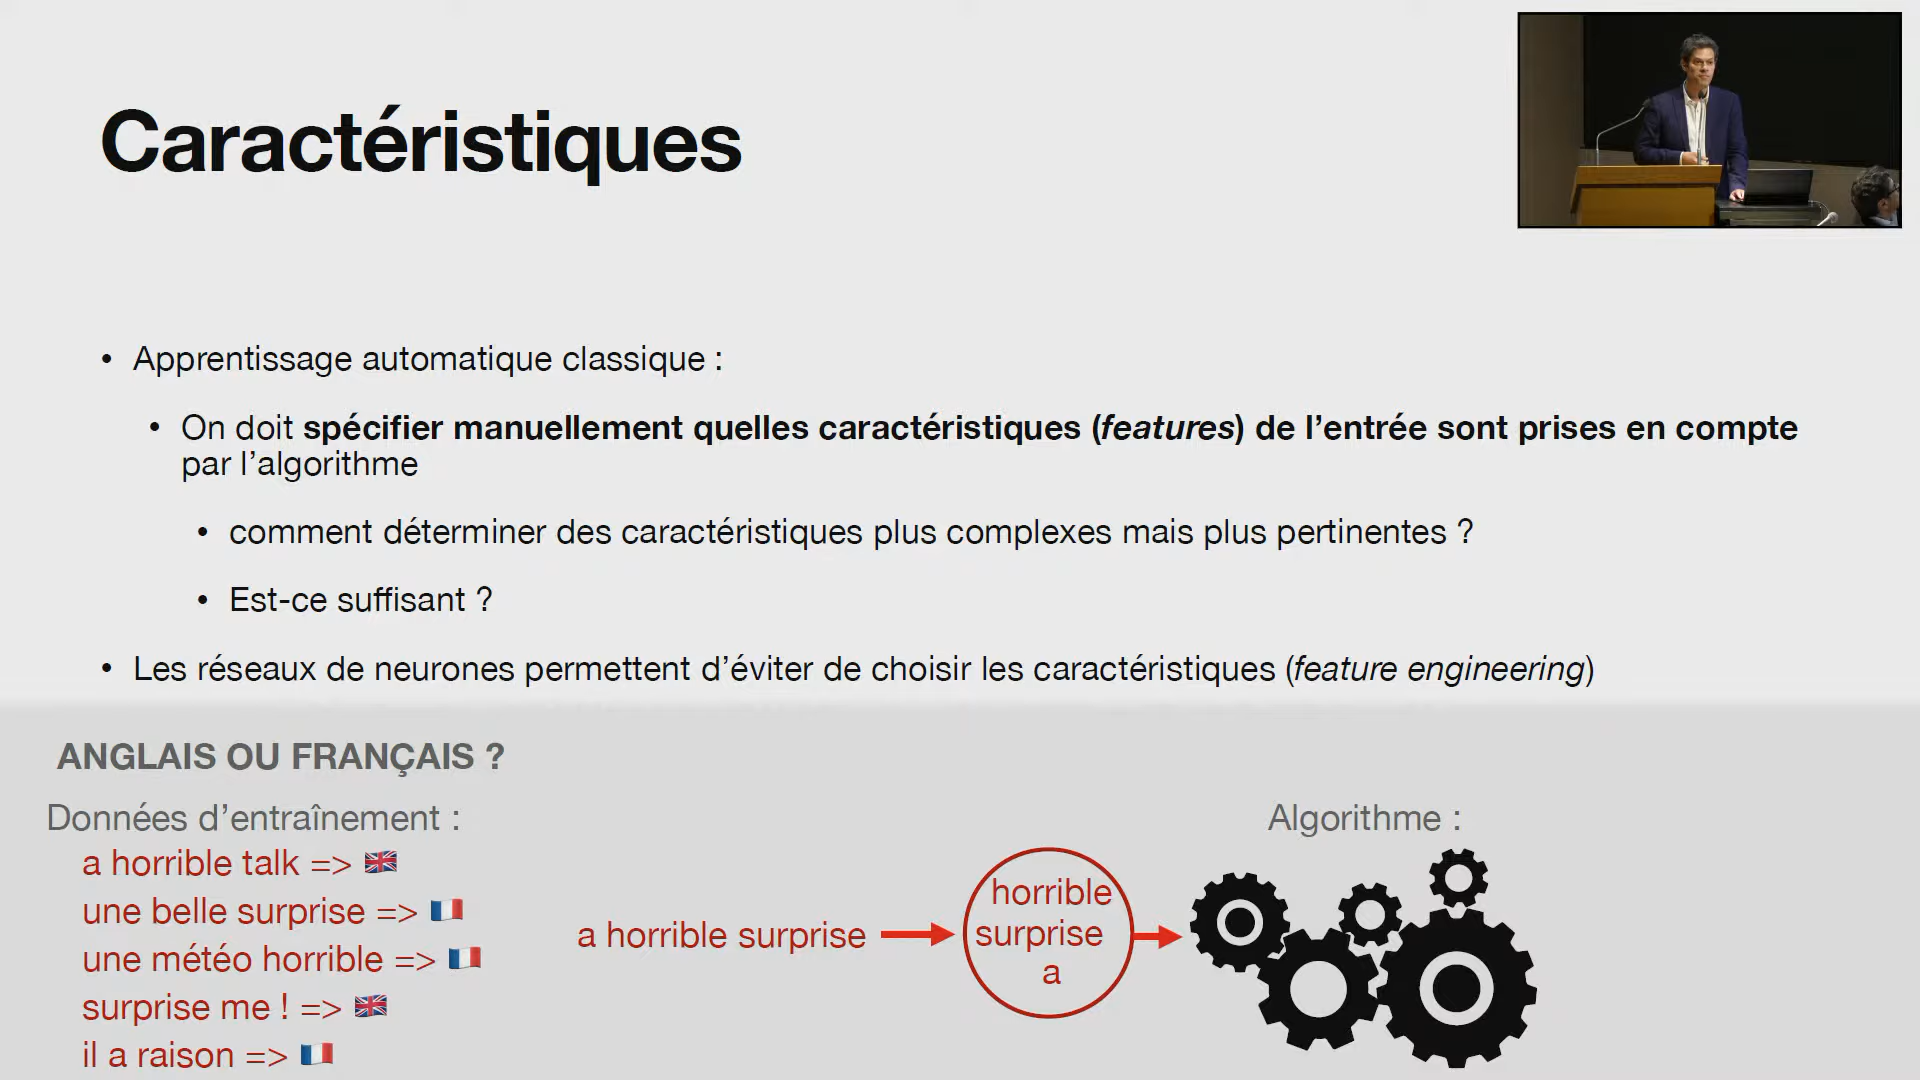 Caractéristiques
• Apprentissage automatique classique :
• On doit spécifier manuellement quelles caractéristiques (features) de l’entrée sont prises en compte
par l’algorithme
• comment déterminer des caractéristiques plus complexes mais plus pertinentes ?
• Est-ce suffisant ?
• Les réseaux de neurones permettent d’éviter de choisir les caractéristiques (feature engineering)
ANGLAIS OU FRANÇAIS ?
Données d’entraînement :
a horrible talk => 🇬🇧
une belle surprise => 🇫🇷
une météo horrible => 🇫🇷
surprise me ! => 🇬🇧
il a raison => 🇫🇷
a horrible surprise
horrible
surprise
a
Algorithme :